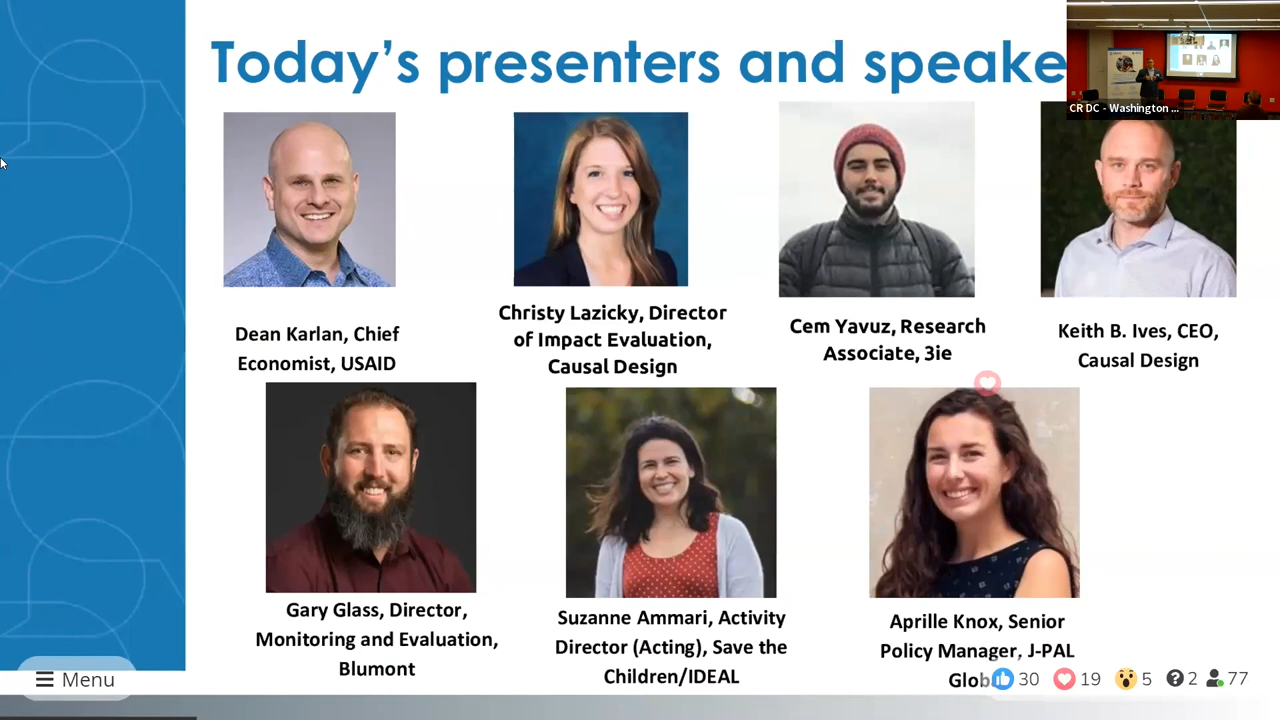 Today's presenters and speake
CR DC - Washington ...
Dean Karlan, Chief
Economist, USAID
Christy Lazicky, Director
of Impact Evaluation,
Causal Design
Cem Yavuz, Research
Associate, 3ie
Keith B. Ives, CEO,
Causal Design
Gary Glass, Director,
Monitoring and Evaluation,
Blumont
Suzanne Ammari, Activity
Director (Acting), Save the
Children/IDEAL
Aprille Knox, Senior
Policy Manager, J-PAL
Glob
Menu
30 19 5 2 77